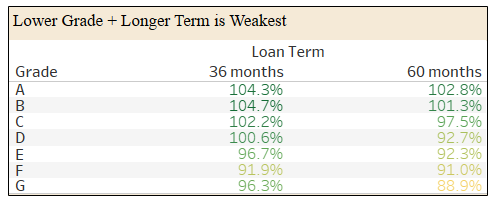 Lower Grade + Longer Term is Weakest
Loan Term
Grade 36 months 60 months
A 104.3% 102.8%
B 104.7% 101.3%
C 102.2% 97.5%
D 100.6% 92.7%
E 96.7% 92.3%
F 91.9% 91.0%
G 96.3% 88.9%